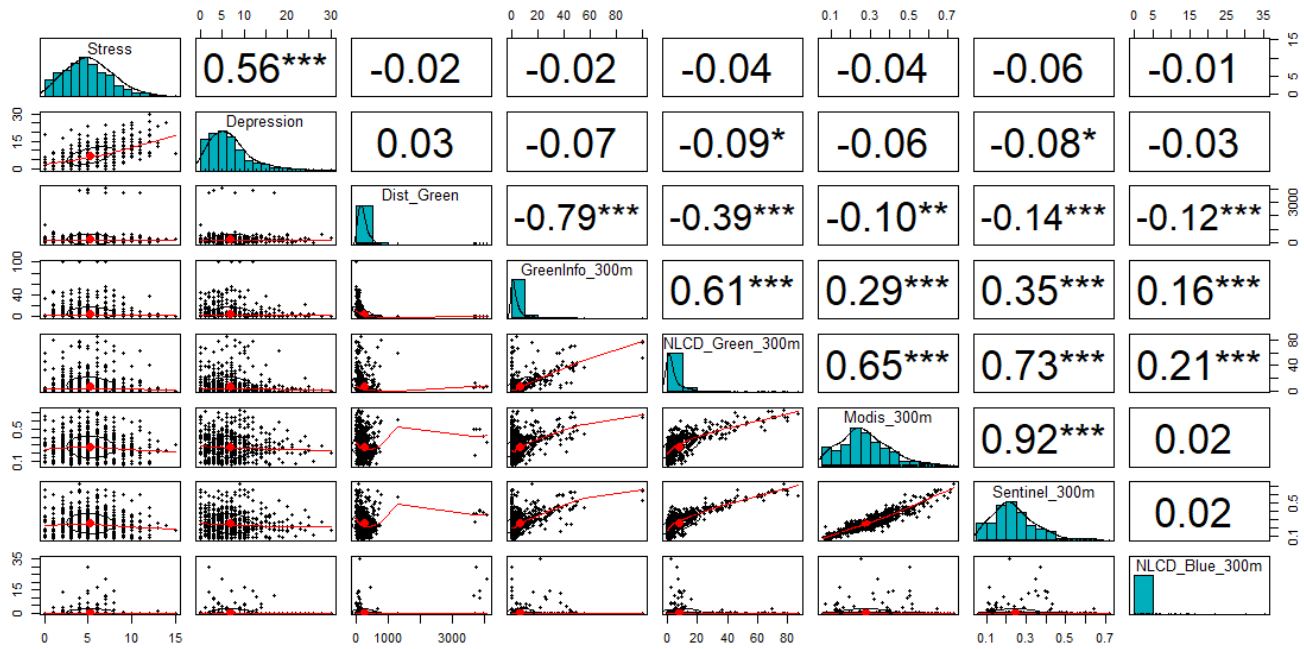 0 5 10 20 30
0 20 40 60 80
0.1 0.3 0.5 0.7
0 5 15 25 35
Stress
0.56*** -0.02 -0.02 -0.04 -0.04 -0.06 -0.01
0 5 10 15
0 5 15 30
Depression
0.03 -0.07 -0.09* -0.06 -0.08* -0.03
Dist_Green
-0.79*** -0.39*** -0.10** -0.14*** -0.12***
0 3000
0 40 100
GreenInfo_300m
0.61*** 0.29*** 0.35*** 0.16***
NLCD_Green_300m
0.65*** 0.73*** 0.21***
0 40 80
0.1 0.5
Modis_300m
0.92*** 0.02
Sentinel_300m
0.02
0.1 0.5
0 15 35
NLCD_Blue_300m
0 5 10 15
0 1000 3000
0 20 40 60 80
0.1 0.3 0.5 0.7